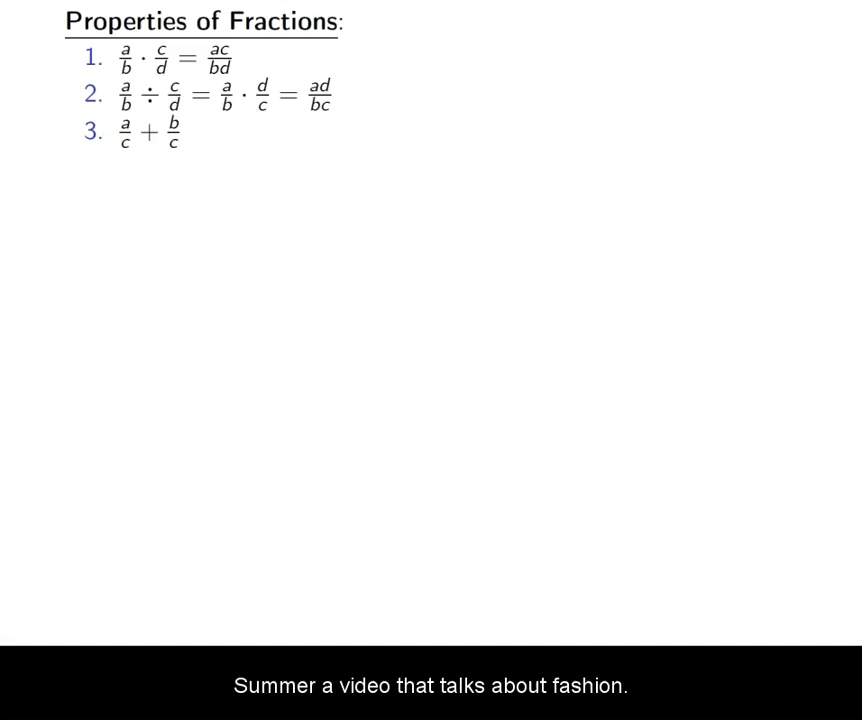 Properties of Fractions:
1. a/b · c/d = ac/bd
2. a/b ÷ c/d = a/b · d/c = ad/bc
3. a/c + b/c
Summer a video that talks about fashion.